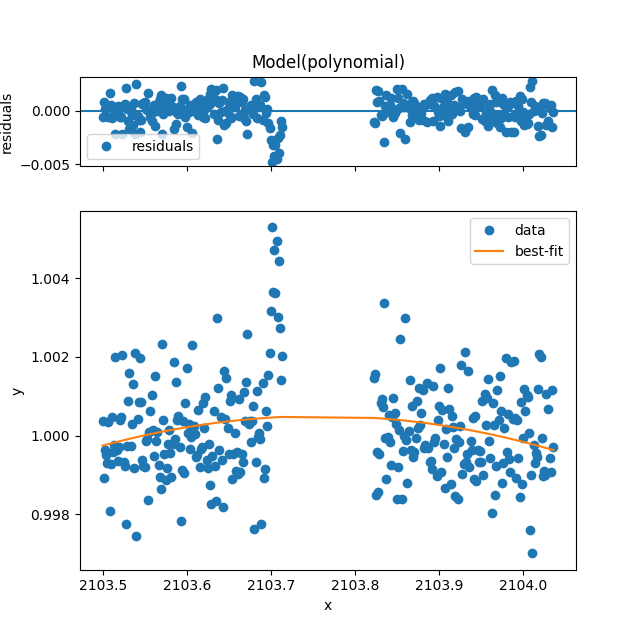 Model(polynomial)
residuals
0.000
−0.005
residuals
y
1.004
1.002
1.000
0.998
data
best-fit
2103.5 2103.6 2103.7 2103.8 2103.9 2104.0
x